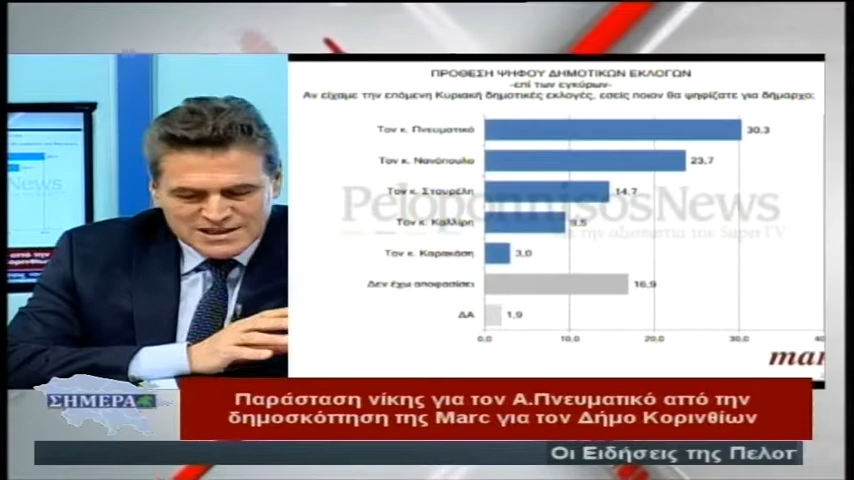 ΠΡΟΘΕΣΗ ΨΗΦΟΥ ΔΗΜΟΤΙΚΩΝ ΕΚΛΟΓΩΝ
-επί των εγκύρων-
Αν είχαμε την επόμενη Κυριακή δημοτικές εκλογές, εσείς ποιον θα ψηφίζατε για δήμαρχο;
Τον κ. Πνευματικό 30,3
Τον κ. Νανόπουλο 23,7
Τον κ. Σταυρέλη 14,7
Τον κ. Καλλίρη 9,5
Τον κ. Καρακάση 3,0
Δεν έχω αποφασίσει 16,9
ΔΑ 1,9
0,0 10,0 20,0 30,0 40
PeloponnisosNews
με την αξιοπιστία του Super TV
mar
News
από την
ΣΗΜΕΡΑ
Παράσταση νίκης για τον Α.Πνευματικό από την
δημοσκόπηση της Marc για τον Δήμο Κορινθίων
Οι Ειδήσεις της Πελοπ